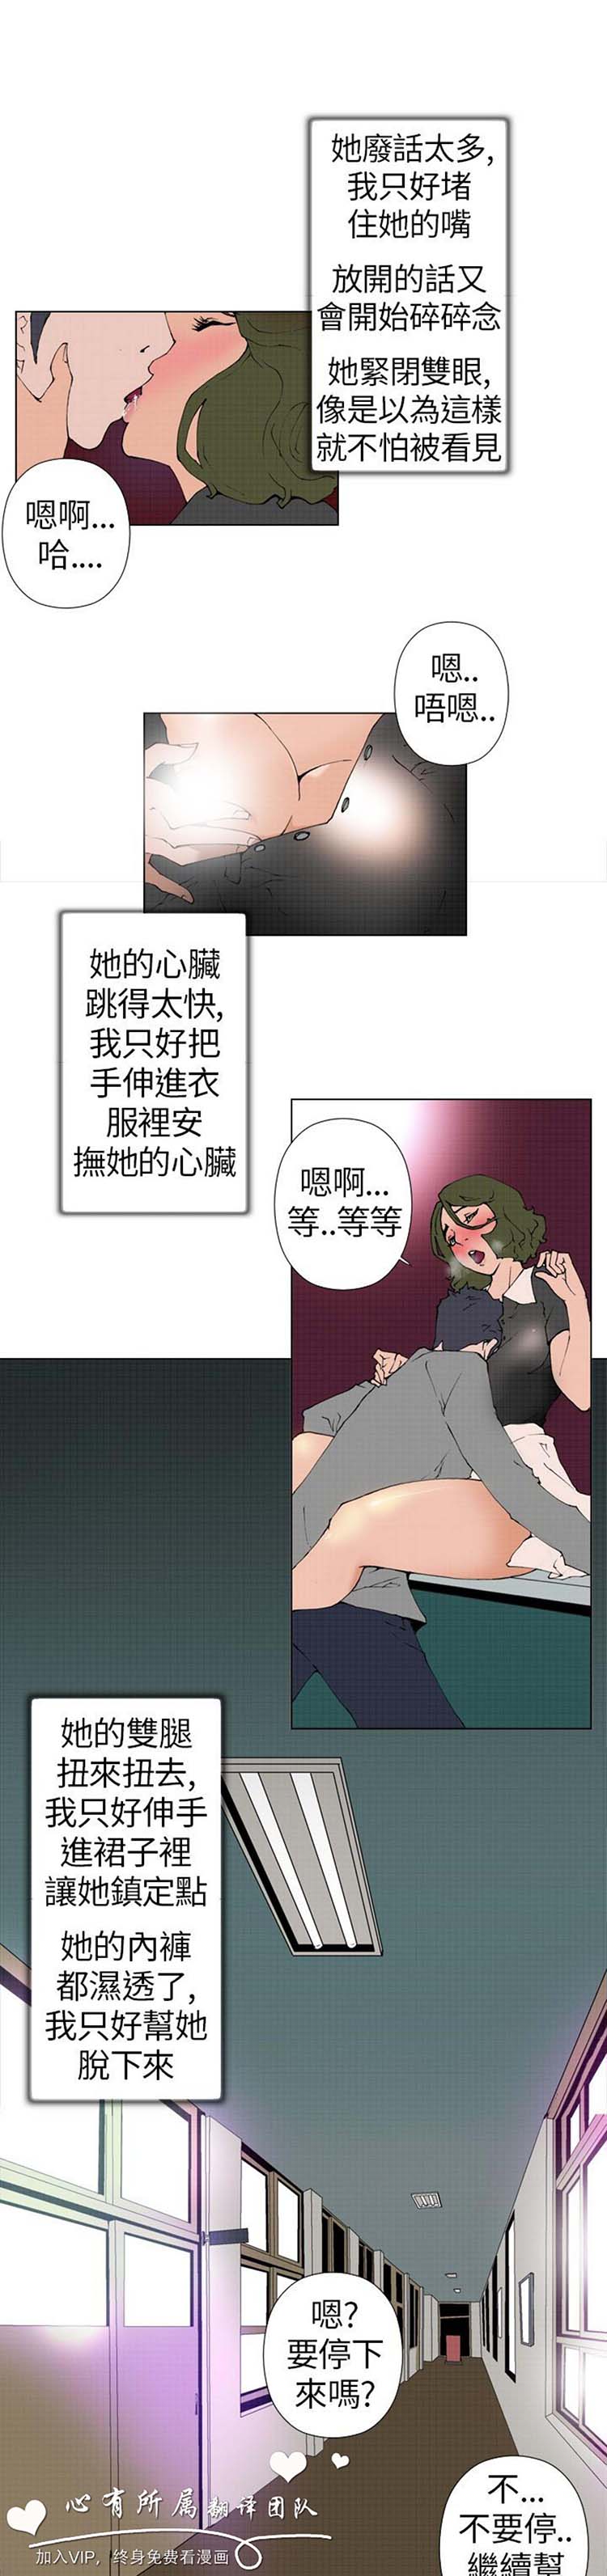 她廢話太多,
我只好堵
住她的嘴
放開的話又
會開始碎碎念
她緊閉雙眼,
像是以為這樣
就不怕被看見
嗯啊...
哈....
嗯..
唔嗯..
她的心臟
跳得太快,
我只好把
手伸進衣
服裡安
撫她的心臟
嗯啊...
等..等等
她的雙腿
扭來扭去,
我只好伸手
進裙子裡
讓她鎮定點
她的內褲
都濕透了,
我只好幫她
脫下來
嗯?
要停下
來嗎?
不...
不要停..
繼續幫
心有所属翻译团队
加入VIP，终身免费看漫画